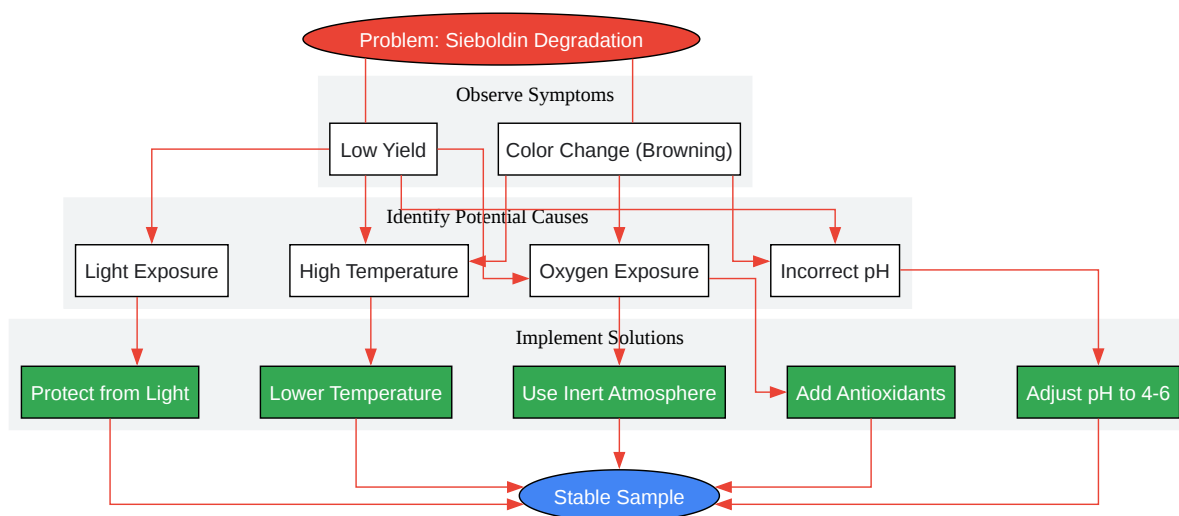 Problem: Sieboldin Degradation
Observe Symptoms
Low Yield
Color Change (Browning)
Identify Potential Causes
Light Exposure
High Temperature
Oxygen Exposure
Incorrect pH
Implement Solutions
Protect from Light
Lower Temperature
Use Inert Atmosphere
Add Antioxidants
Adjust pH to 4-6
Stable Sample